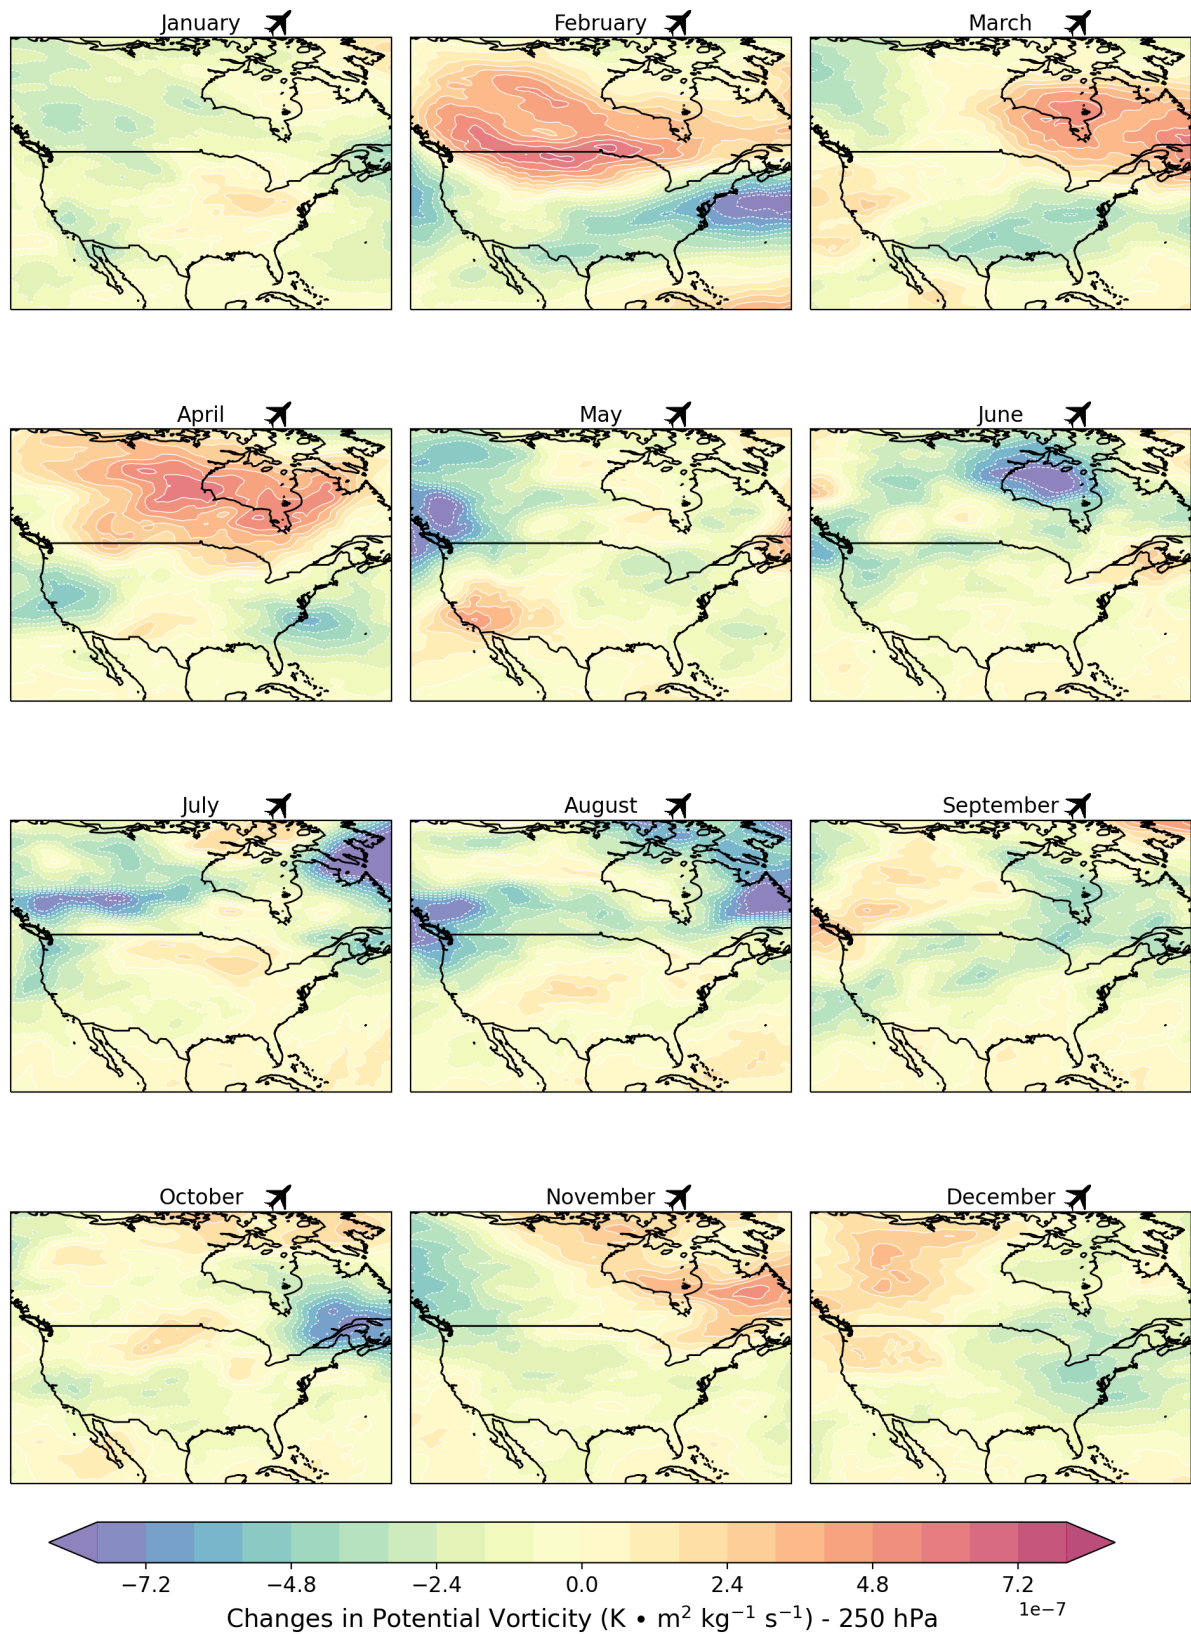 January
February
March
April
May
June
July
August
September
October
November
December
−7.2 −4.8 −2.4 0.0 2.4 4.8 7.2
1e−7
Changes in Potential Vorticity (K • m² kg⁻¹ s⁻¹) - 250 hPa